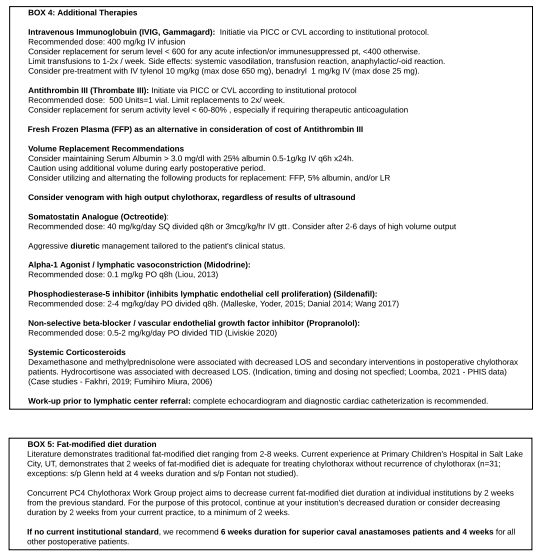 BOX 4: Additional Therapies
Intravenous Immunoglobuin (IVIG, Gammagard): Initiatie via PICC or CVL according to institutional protocol.
Recommended dose: 400 mg/kg IV infusion
Consider replacement for serum level < 600 for any acute infection/or immunesuppressed pt, <400 otherwise.
Limit transfusions to 1-2x / week. Side effects: systemic vasodilation, transfusion reaction, anaphylactic/-oid reaction.
Consider pre-treatment with IV tylenol 10 mg/kg (max dose 650 mg), benadryl 1 mg/kg IV (max dose 25 mg).
Antithrombin III (Thrombate III): Initiate via PICC or CVL according to institutional protocol
Recommended dose: 500 Units=1 vial. Limit replacements to 2x/ week.
Consider replacement for serum activity level < 60-80% , especially if requiring therapeutic anticoagulation
Fresh Frozen Plasma (FFP) as an alternative in consideration of cost of Antithrombin III
Volume Replacement Recommendations
Consider maintaining Serum Albumin > 3.0 mg/dl with 25% albumin 0.5-1g/kg IV q6h x24h.
Caution using additional volume during early postoperative period.
Consider utilizing and alternating the following products for replacement: FFP, 5% albumin, and/or LR
Consider venogram with high output chylothorax, regardless of results of ultrasound
Somatostatin Analogue (Octreotide):
Recommended dose: 40 mg/kg/day SQ divided q8h or 3mcg/kg/hr IV gtt. Consider after 2-6 days of high volume output
Aggressive diuretic management tailored to the patient's clinical status.
Alpha-1 Agonist / lymphatic vasoconstriction (Midodrine):
Recommended dose: 0.1 mg/kg PO q8h (Liou, 2013)
Phosphodiesterase-5 inhibitor (inhibits lymphatic endothelial cell proliferation) (Sildenafil):
Recommended dose: 2-4 mg/kg/day PO divided q8h. (Malleske, Yoder, 2015; Danial 2014; Wang 2017)
Non-selective beta-blocker / vascular endothelial growth factor inhibitor (Propranolol):
Recommended dose: 0.5-2 mg/kg/day PO divided TID (Liviskie 2020)
Systemic Corticosteroids
Dexamethasone and methylprednisolone were associated with decreased LOS and secondary interventions in postoperative chylothorax
patients. Hydrocortisone was associated with decreased LOS. (Indication, timing and dosing not spefied; Loomba, 2021 - PHIS data)
(Case studies - Fakhri, 2019; Fumihiro Miura, 2006)
Work-up prior to lymphatic center referral: complete echocardiogram and diagnostic cardiac catheterization is recommended.
BOX 5: Fat-modified diet duration
Literature demonstrates traditional fat-modified diet ranging from 2-8 weeks. Current experience at Primary Children's Hospital in Salt Lake
City, UT, demonstrates that 2 weeks of fat-modified diet is adequate for treating chylothorax without recurrence of chylothorax (n=31;
exceptions: s/p Glenn held at 4 weeks duration and s/p Fontan not studied).
Concurrent PC4 Chylothorax Work Group project aims to decrease current fat-modified diet duration at individual institutions by 2 weeks
from the previous standard. For the purpose of this protocol, continue at your institution's decreased duration or consider decreasing
duration by 2 weeks from your current practice, to a minimum of 2 weeks.
If no current institutional standard, we recommend 6 weeks duration for superior caval anastamoses patients and 4 weeks for all
other postoperative patients.